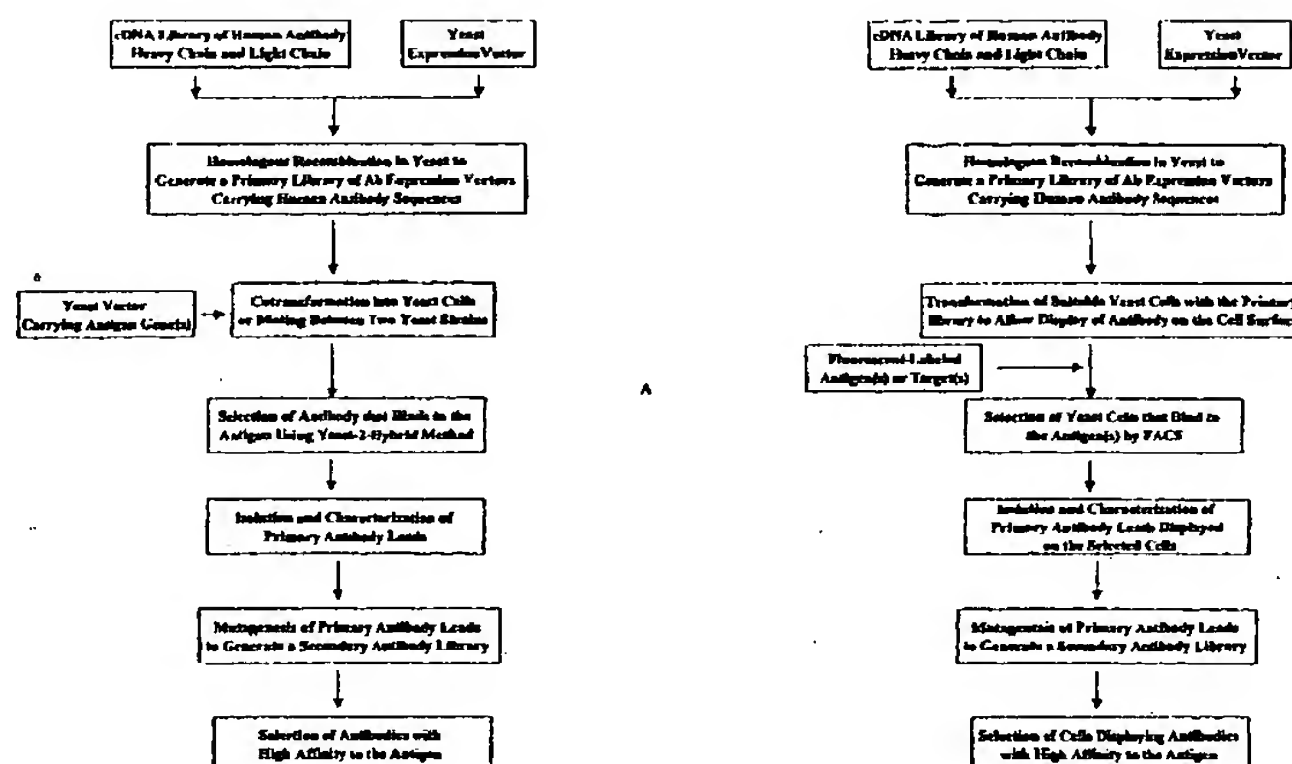 cDNA Library of Human Antibody
Heavy Chain and Light Chain
Yeast
Expression Vector
Homologous Recombination in Yeast to
Generate a Primary Library of Ab Expression Vectors
Carrying Human Antibody Sequences
Yeast Vector
Carrying Antigen Gene(s)
Cotransformation into Yeast Cells
or Mating Between Two Yeast Strains
Selection of Antibody that Binds to the
Antigen Using Yeast-2-Hybrid Method
Isolation and Characterization of
Primary Antibody Leads
Mutagenesis of Primary Antibody Leads
to Generate a Secondary Antibody Library
Selection of Antibodies with
High Affinity to the Antigen
A
cDNA Library of Human Antibody
Heavy Chain and Light Chain
Yeast
Expression Vector
Homologous Recombination in Yeast to
Generate a Primary Library of Ab Expression Vectors
Carrying Human Antibody Sequences
Transformation of Suitable Yeast Cells with the Primary
library to Allow Display of Antibody on the Cell Surface
Fluorescent-Labeled
Antigen(s) or Target(s)
Selection of Yeast Cells that Bind to
the Antigen(s) by FACS
Isolation and Characterization of
Primary Antibody Leads Displayed
on the Selected Cells
Mutagenesis of Primary Antibody Leads
to Generate a Secondary Antibody Library
Selection of Cells Displaying Antibodies
with High Affinity to the Antigen